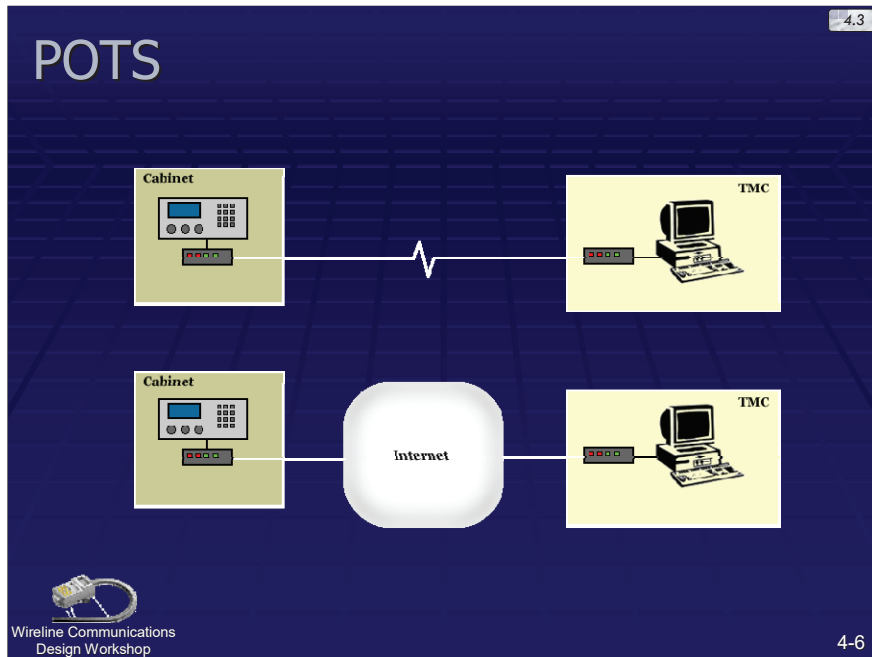 4.3
POTS
Cabinet
TMC
Cabinet
Internet
TMC
Wireline Communications
Design Workshop
4-6